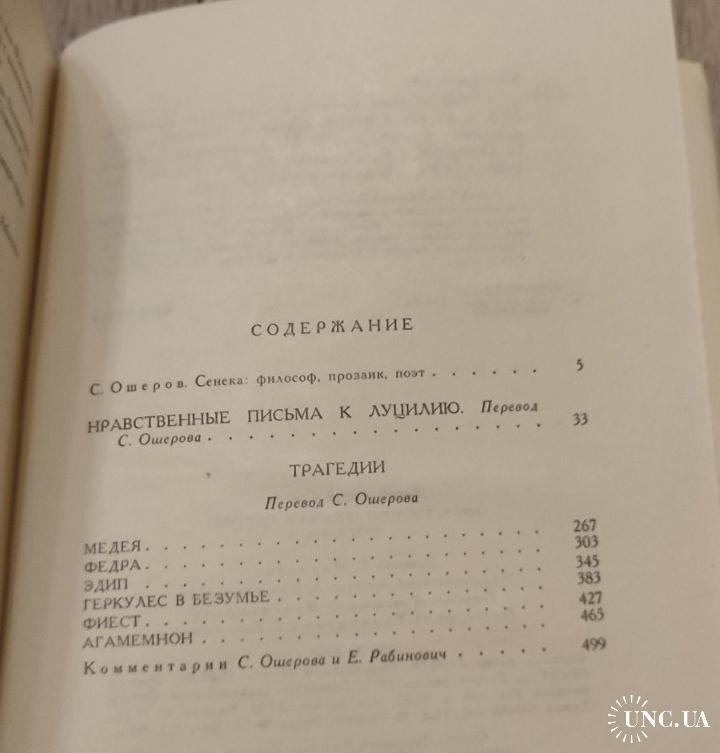 СОДЕРЖАНИЕ
С. Ошеров. Сенека: философ, прозаик, поэт . . . . . . 5
НРАВСТВЕННЫЕ ПИСЬМА К ЛУЦИЛИЮ. Перевод
С. Ошерова . . . . . . . . . . . . . . . . 33
ТРАГЕДИИ
Перевод С. Ошерова
МЕДЕЯ . . . . . . . . . . . . . . . . 267
ФЕДРА . . . . . . . . . . . . . . . . 303
ЭДИП . . . . . . . . . . . . . . . . 345
ГЕРКУЛЕС В БЕЗУМЬЕ . . . . . . . . . . 383
ФИЕСТ . . . . . . . . . . . . . . . . 427
АГАМЕМНОН . . . . . . . . . . . . . . 465
Комментарии С. Ошерова и Е. Рабинович . . . . . 499
UNC.UA